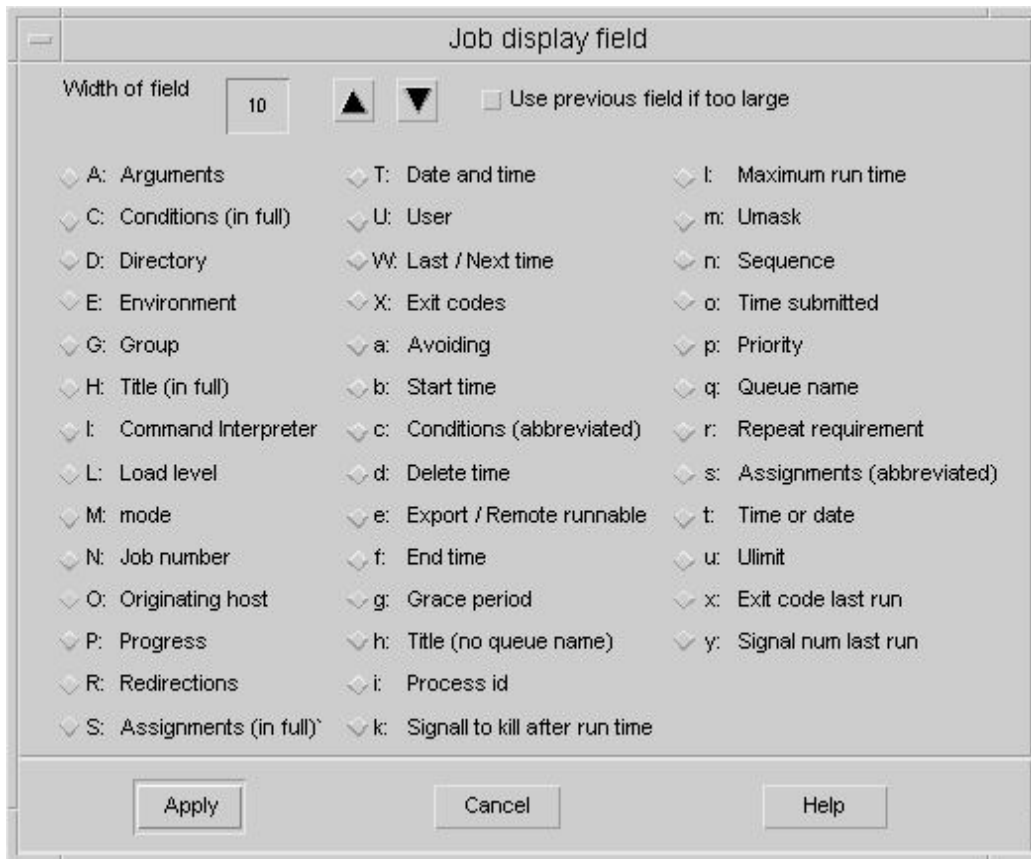 Job display field
Width of field 10 Use previous field if too large
A: Arguments
C: Conditions (in full)
D: Directory
E: Environment
G: Group
H: Title (in full)
I: Command Interpreter
L: Load level
M: mode
N: Job number
O: Originating host
P: Progress
R: Redirections
S: Assignments (in full)`
T: Date and time
U: User
W: Last / Next time
X: Exit codes
a: Avoiding
b: Start time
c: Conditions (abbreviated)
d: Delete time
e: Export / Remote runnable
f: End time
g: Grace period
h: Title (no queue name)
i: Process id
k: Signall to kill after run time
l: Maximum run time
m: Umask
n: Sequence
o: Time submitted
p: Priority
q: Queue name
r: Repeat requirement
s: Assignments (abbreviated)
t: Time or date
u: Ulimit
x: Exit code last run
y: Signal num last run
Apply Cancel Help